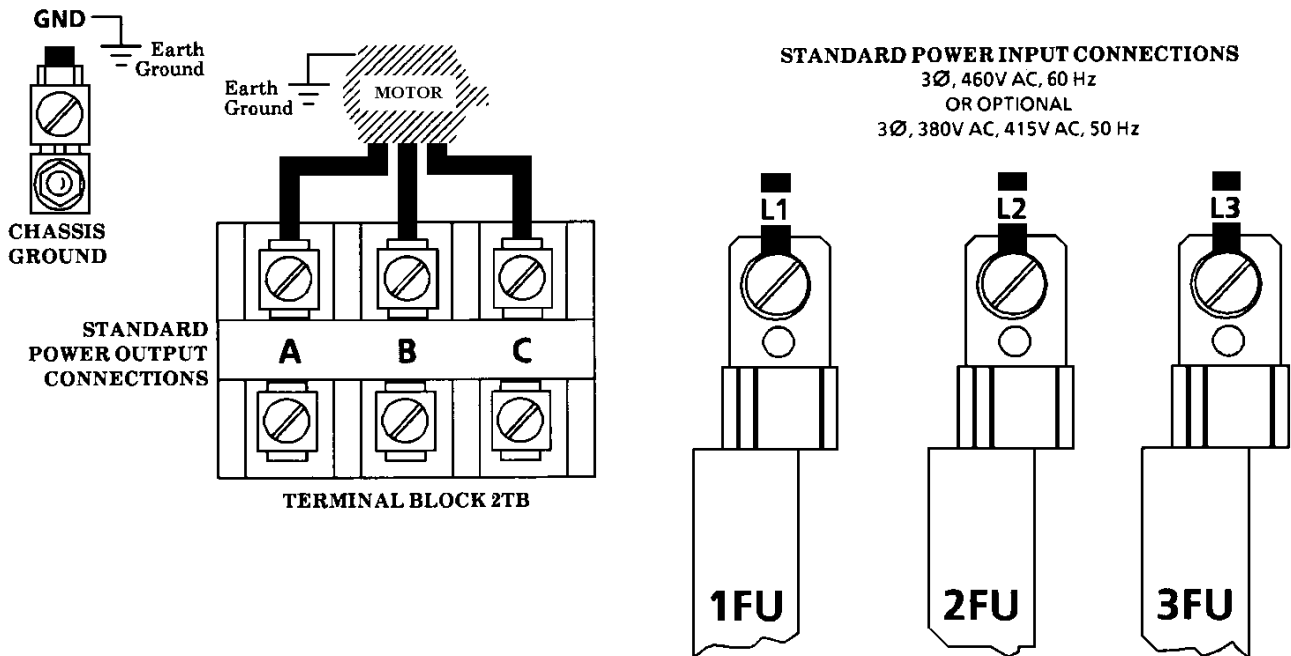 GND
Earth
Ground
CHASSIS
GROUND
Earth
Ground
MOTOR
STANDARD
POWER OUTPUT
CONNECTIONS
A B C
TERMINAL BLOCK 2TB
STANDARD POWER INPUT CONNECTIONS
3Ø, 460V AC, 60 Hz
OR OPTIONAL
3Ø, 380V AC, 415V AC, 50 Hz
L1 L2 L3
1FU 2FU 3FU